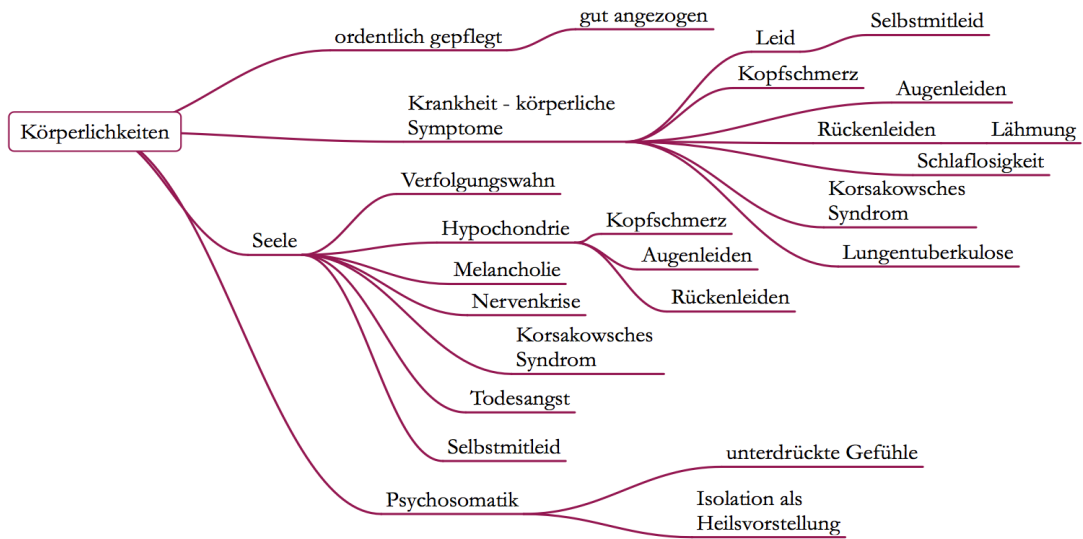 Körperlichkeiten
ordentlich gepflegt
gut angezogen
Krankheit - körperliche
Symptome
Leid
Selbstmitleid
Kopfschmerz
Augenleiden
Rückenleiden
Lähmung
Schlaflosigkeit
Korsakowsches
Syndrom
Lungentuberkulose
Seele
Verfolgungswahn
Hypochondrie
Kopfschmerz
Augenleiden
Rückenleiden
Melancholie
Nervenkrise
Korsakowsches
Syndrom
Todesangst
Selbstmitleid
Psychosomatik
unterdrückte Gefühle
Isolation als
Heilsvorstellung